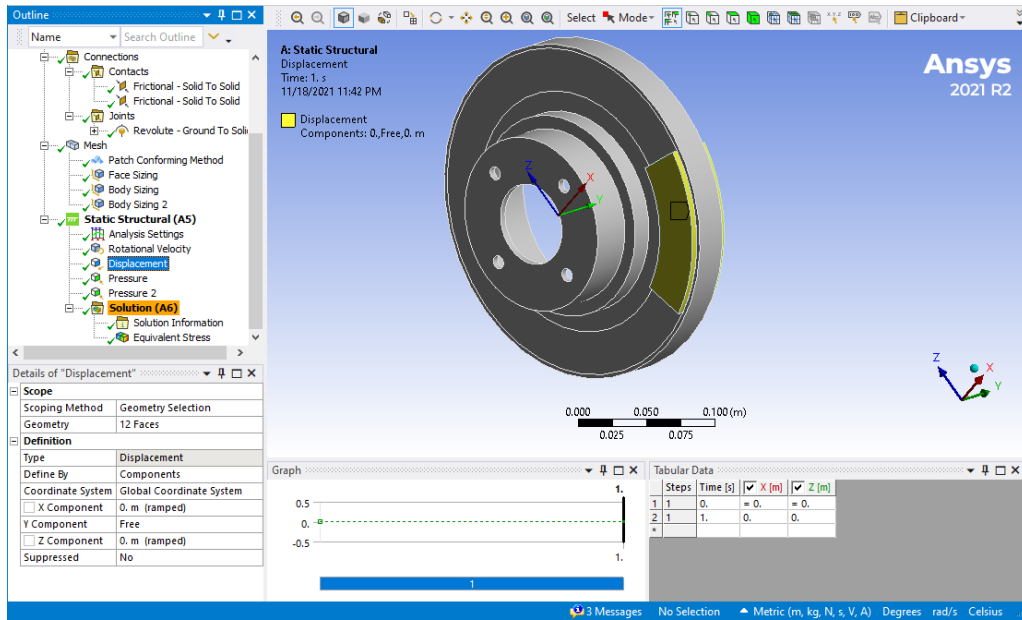 Outline
Name
Search Outline
Connections
Contacts
Frictional - Solid To Solid
Frictional - Solid To Solid
Joints
Revolute - Ground To Soli
Mesh
Patch Conforming Method
Face Sizing
Body Sizing
Body Sizing 2
Static Structural (A5)
Analysis Settings
Rotational Velocity
Displacement
Pressure
Pressure 2
Solution (A6)
Solution Information
Equivalent Stress
Details of "Displacement"
Scope
Scoping Method Geometry Selection
Geometry 12 Faces
Definition
Type Displacement
Define By Components
Coordinate System Global Coordinate System
X Component 0. m (ramped)
Y Component Free
Z Component 0. m (ramped)
Suppressed No
Select Mode Clipboard
A: Static Structural
Displacement
Time: 1. s
11/18/2021 11:42 PM
Displacement
Components: 0.,Free,0. m
Ansys
2021 R2
Z
X
Y
Z
X
Y
0.000 0.050 0.100 (m)
0.025 0.075
Graph
1.
0.5
0.
-0.5
1.
1
Tabular Data
Steps Time [s] X [m] Z [m]
1 1 0. = 0. = 0.
2 1 1. 0. 0.
*
3 Messages No Selection Metric (m, kg, N, s, V, A) Degrees rad/s Celsius